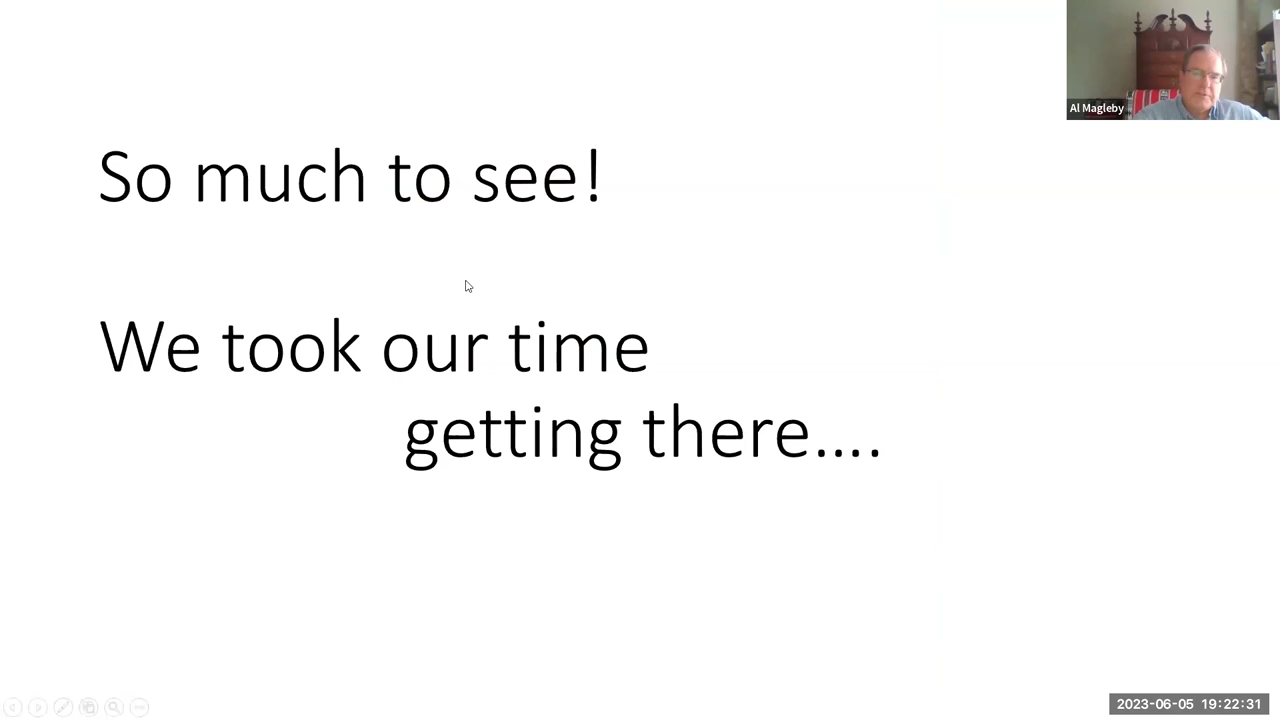 Al Magleby
So much to see!
We took our time
getting there....
2023-06-05 19:22:31